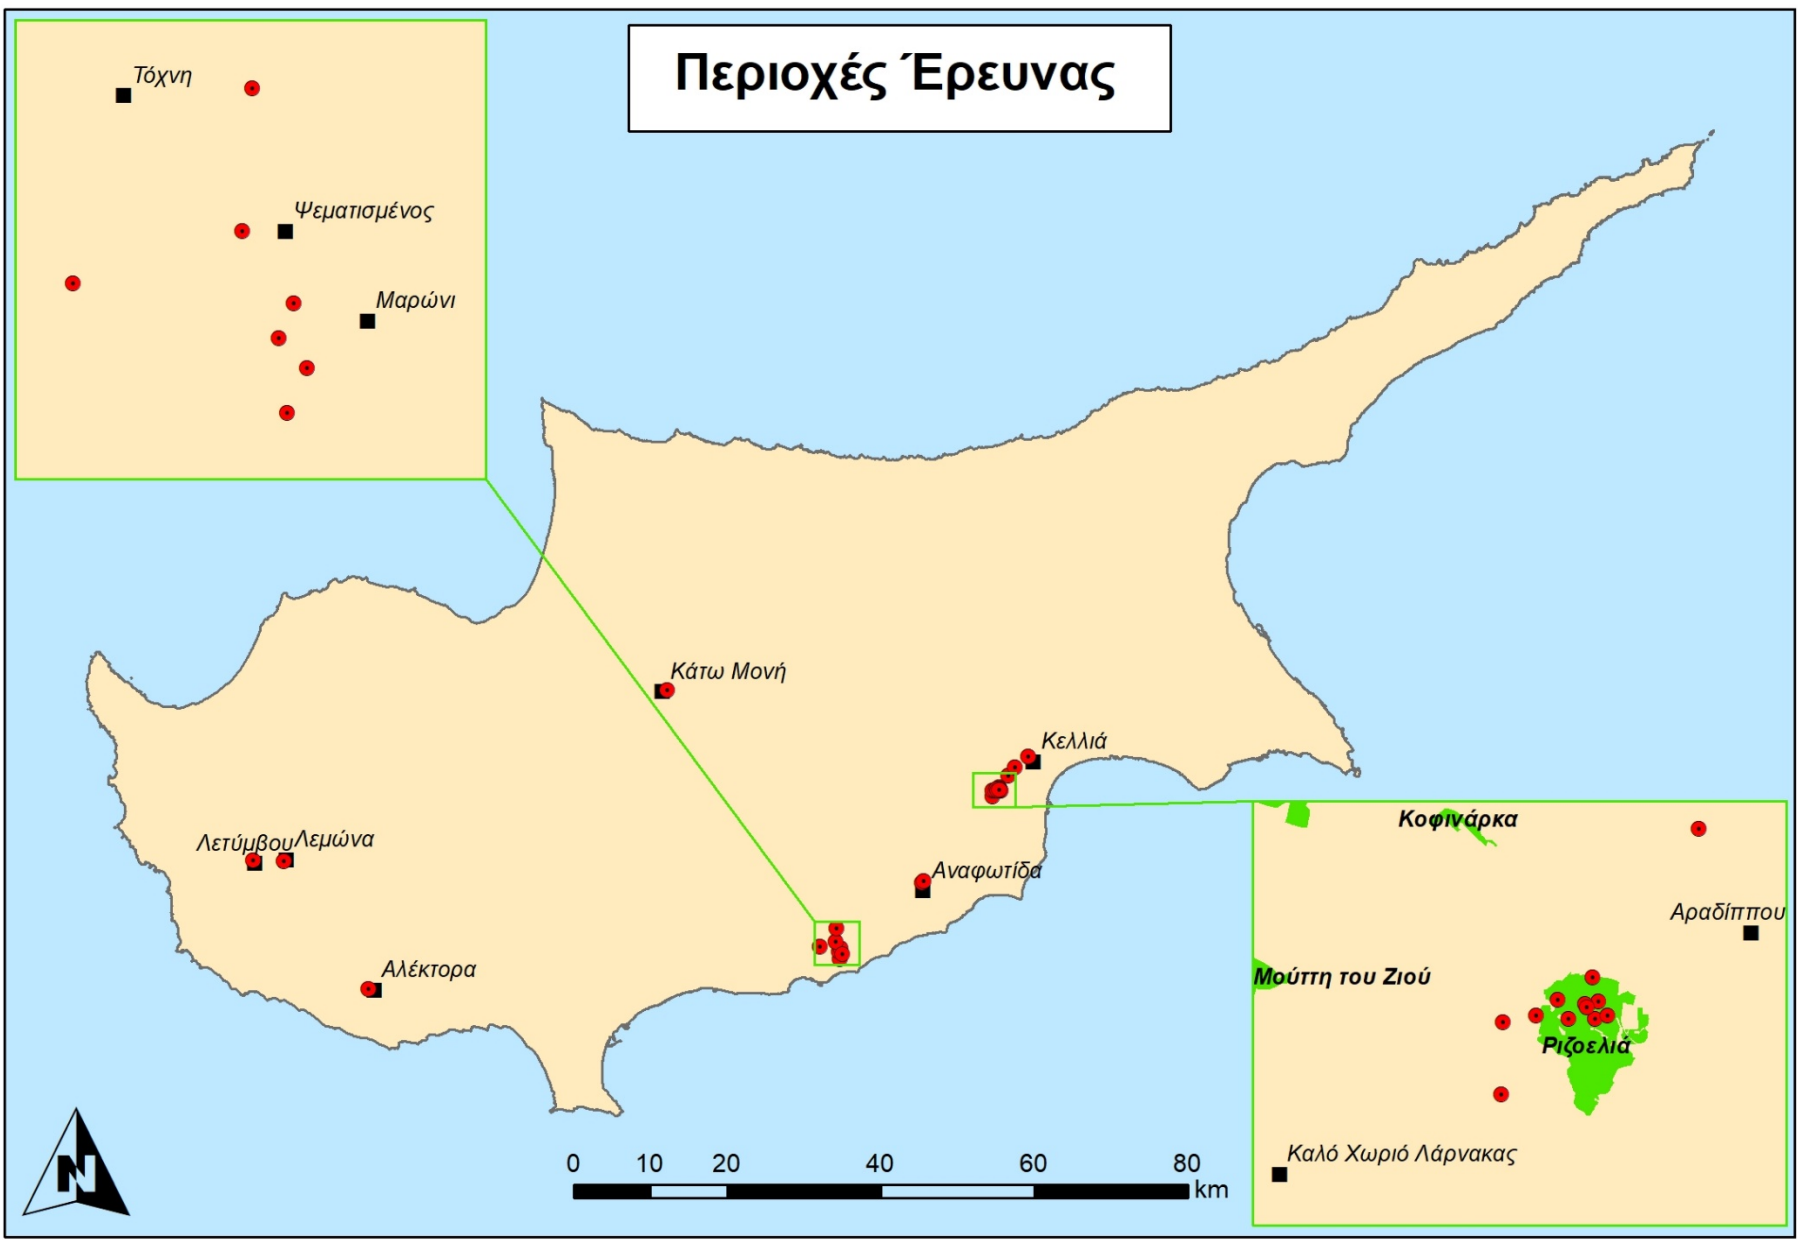 Περιοχές Έρευνας
Τόχνη
Ψεματισμένος
Μαρώνι
Κάτω Μονή
Κελλιά
Λετύμβου
Λεμώνα
Αναφωτίδα
Αλέκτορα
Κοφινάρκα
Αραδίππου
Μούττη του Ζιού
Ριζοελιά
Καλό Χωριό Λάρνακας
0 10 20 40 60 80
km
N